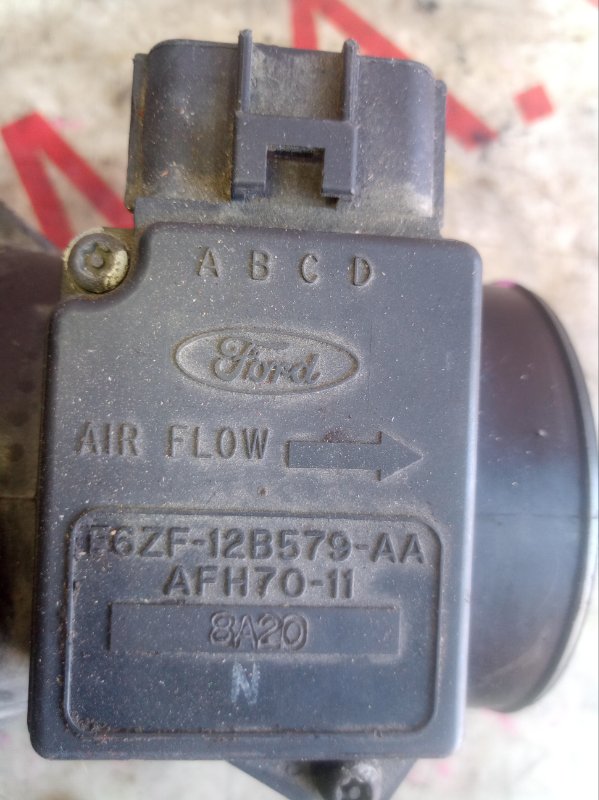 A B C D
Ford
AIR FLOW
F6ZF-12B579-AA
AFH70-11
8A20
N